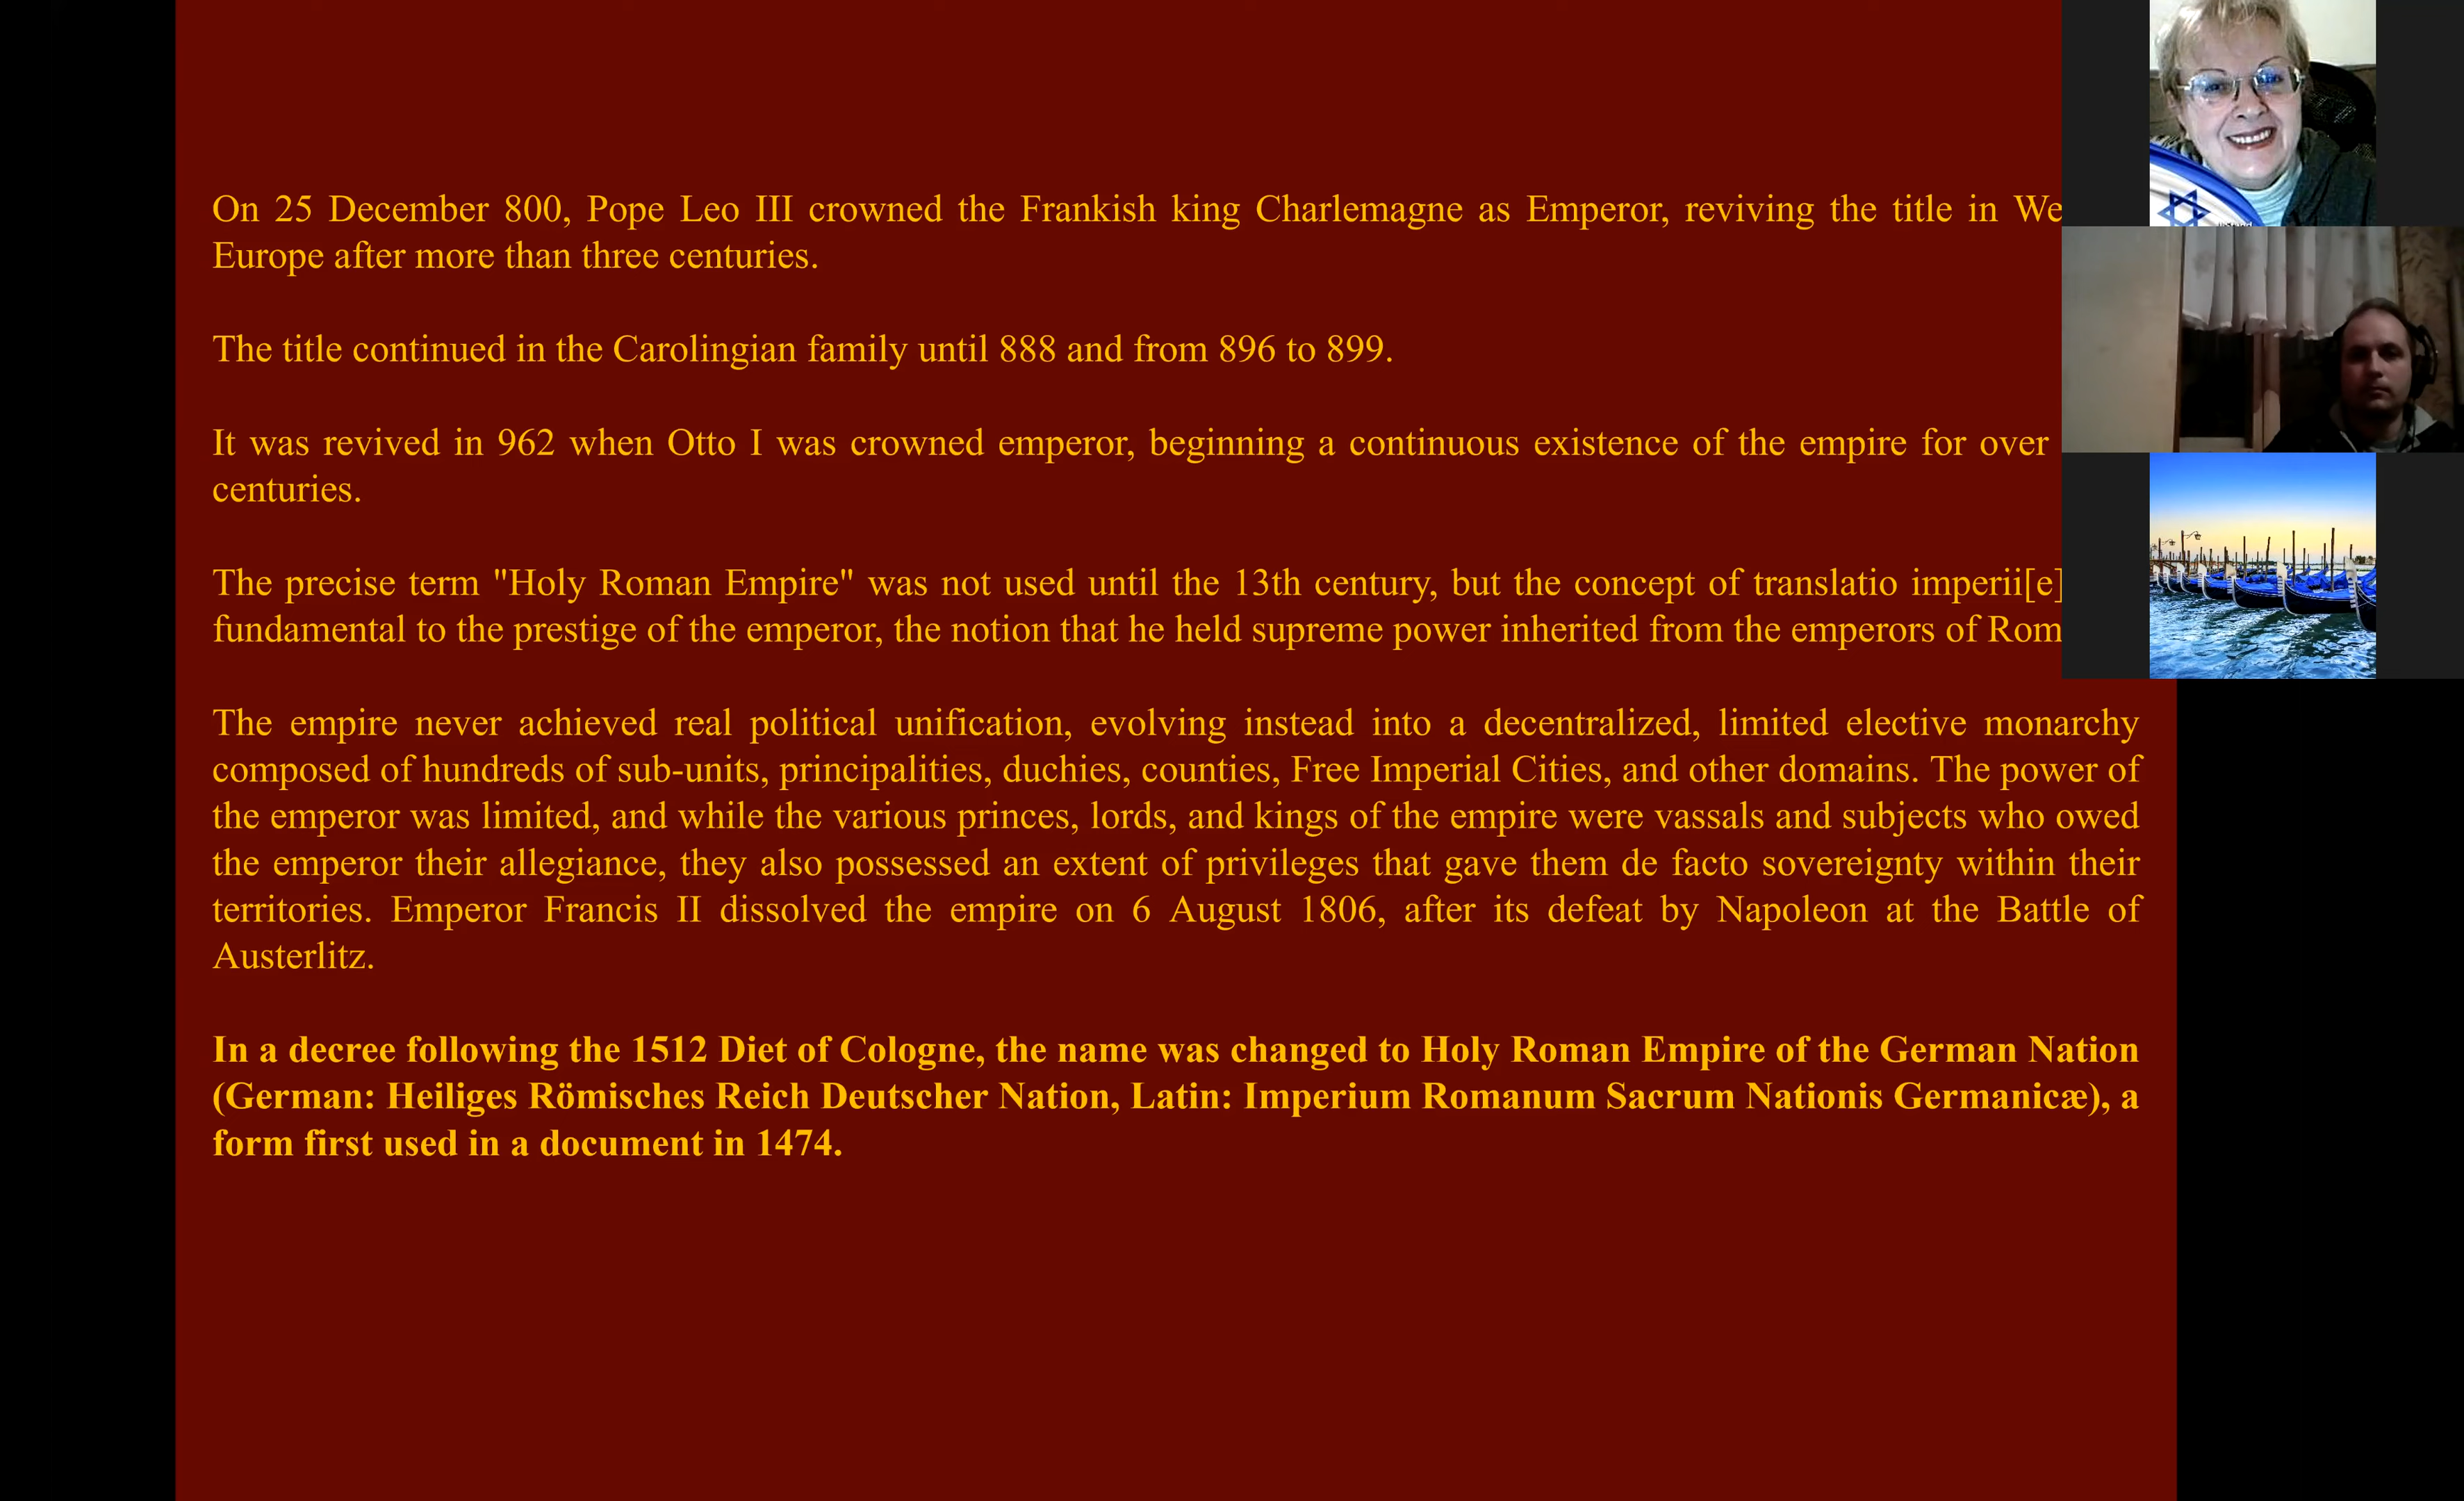 On 25 December 800, Pope Leo III crowned the Frankish king Charlemagne as Emperor, reviving the title in We
Europe after more than three centuries.
The title continued in the Carolingian family until 888 and from 896 to 899.
It was revived in 962 when Otto I was crowned emperor, beginning a continuous existence of the empire for over
centuries.
The precise term "Holy Roman Empire" was not used until the 13th century, but the concept of translatio imperii[e]
fundamental to the prestige of the emperor, the notion that he held supreme power inherited from the emperors of Rom
The empire never achieved real political unification, evolving instead into a decentralized, limited elective monarchy
composed of hundreds of sub-units, principalities, duchies, counties, Free Imperial Cities, and other domains. The power of
the emperor was limited, and while the various princes, lords, and kings of the empire were vassals and subjects who owed
the emperor their allegiance, they also possessed an extent of privileges that gave them de facto sovereignty within their
territories. Emperor Francis II dissolved the empire on 6 August 1806, after its defeat by Napoleon at the Battle of
Austerlitz.
In a decree following the 1512 Diet of Cologne, the name was changed to Holy Roman Empire of the German Nation
(German: Heiliges Römisches Reich Deutscher Nation, Latin: Imperium Romanum Sacrum Nationis Germanicæ), a
form first used in a document in 1474.